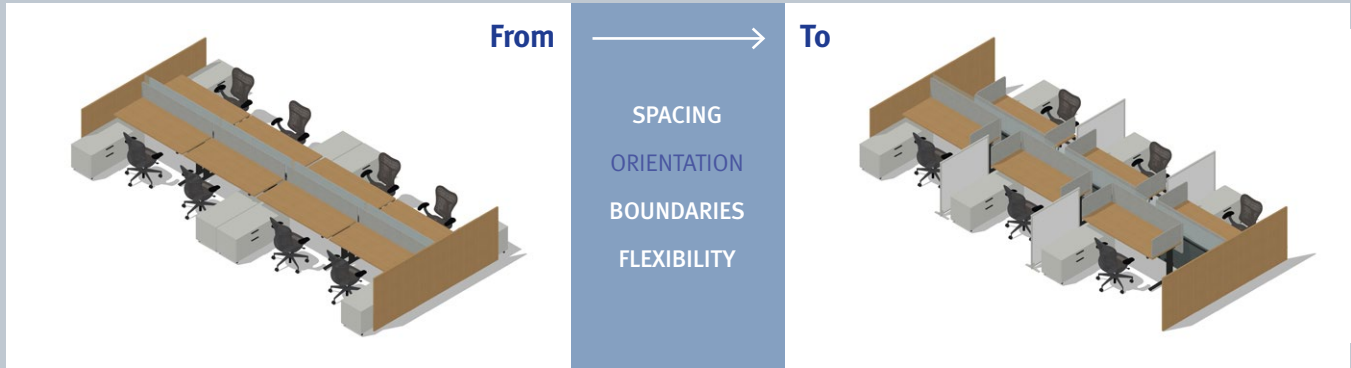 From
To
SPACING
ORIENTATION
BOUNDARIES
FLEXIBILITY